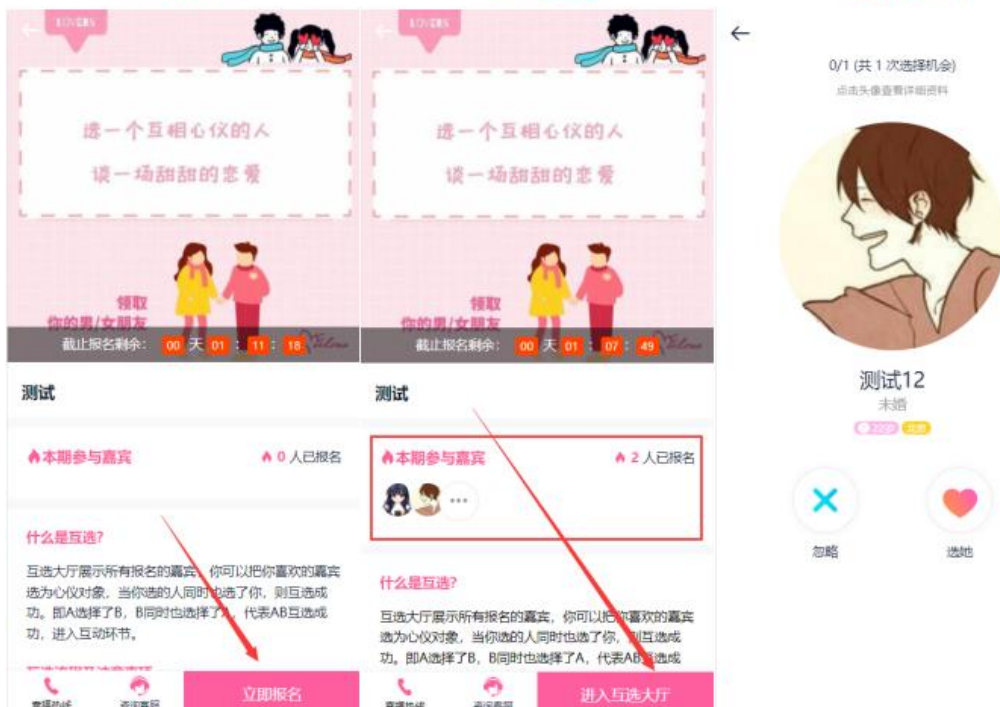 LOVERS
选一个互相心仪的人
谈一场甜甜的恋爱
领取
你的男/女朋友
截止报名剩余: 00 天 01 : 11 : 18
测试
本期参与嘉宾
0 人已报名
什么是互选?
互选大厅展示所有报名的嘉宾，你可以把你喜欢的嘉宾
选为心仪对象，当你选的人同时也选了你，则互选成
功。即A选择了B，B同时也选择了A，代表AB互选成
功，进入互动环节。
立即报名
LOVERS
选一个互相心仪的人
谈一场甜甜的恋爱
领取
你的男/女朋友
截止报名剩余: 00 天 01 : 07 : 49
测试
本期参与嘉宾
2 人已报名
什么是互选?
互选大厅展示所有报名的嘉宾，你可以把你喜欢的嘉宾
选为心仪对象，当你选的人同时也选了你，则互选成
功。即A选择了B，B同时也选择了A，代表AB互选成
进入互选大厅
0/1 (共 1 次选择机会)
点击头像查看详细资料
测试12
未婚
22岁
忽略
选她